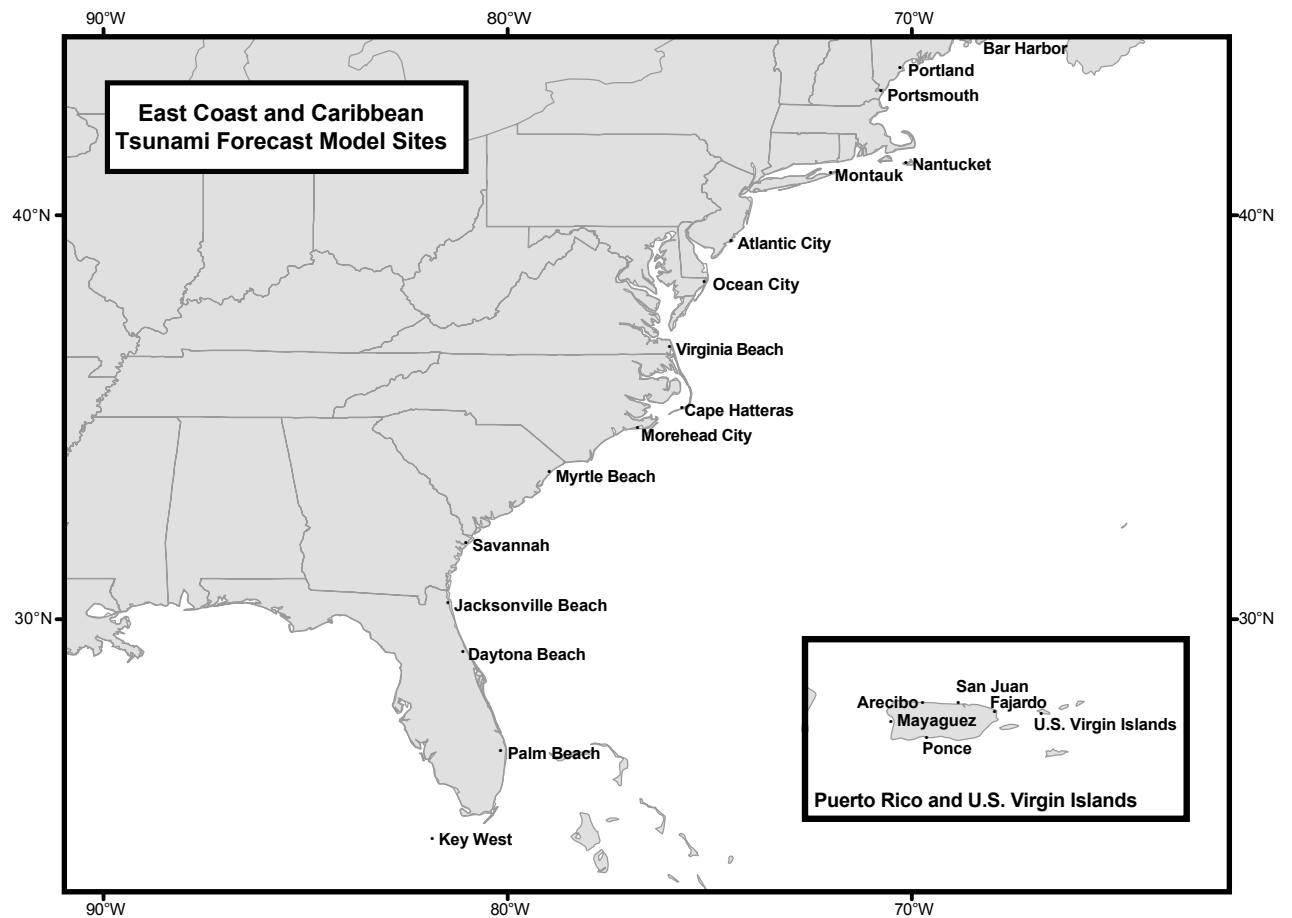 90°W
80°W
70°W
Bar Harbor
Portland
Portsmouth
East Coast and Caribbean
Tsunami Forecast Model Sites
Nantucket
Montauk
40°N
40°N
Atlantic City
Ocean City
Virginia Beach
Cape Hatteras
Morehead City
Myrtle Beach
Savannah
Jacksonville Beach
30°N
30°N
Daytona Beach
San Juan
Arecibo
Fajardo
Mayaguez
U.S. Virgin Islands
Ponce
Palm Beach
Puerto Rico and U.S. Virgin Islands
Key West
90°W
80°W
70°W